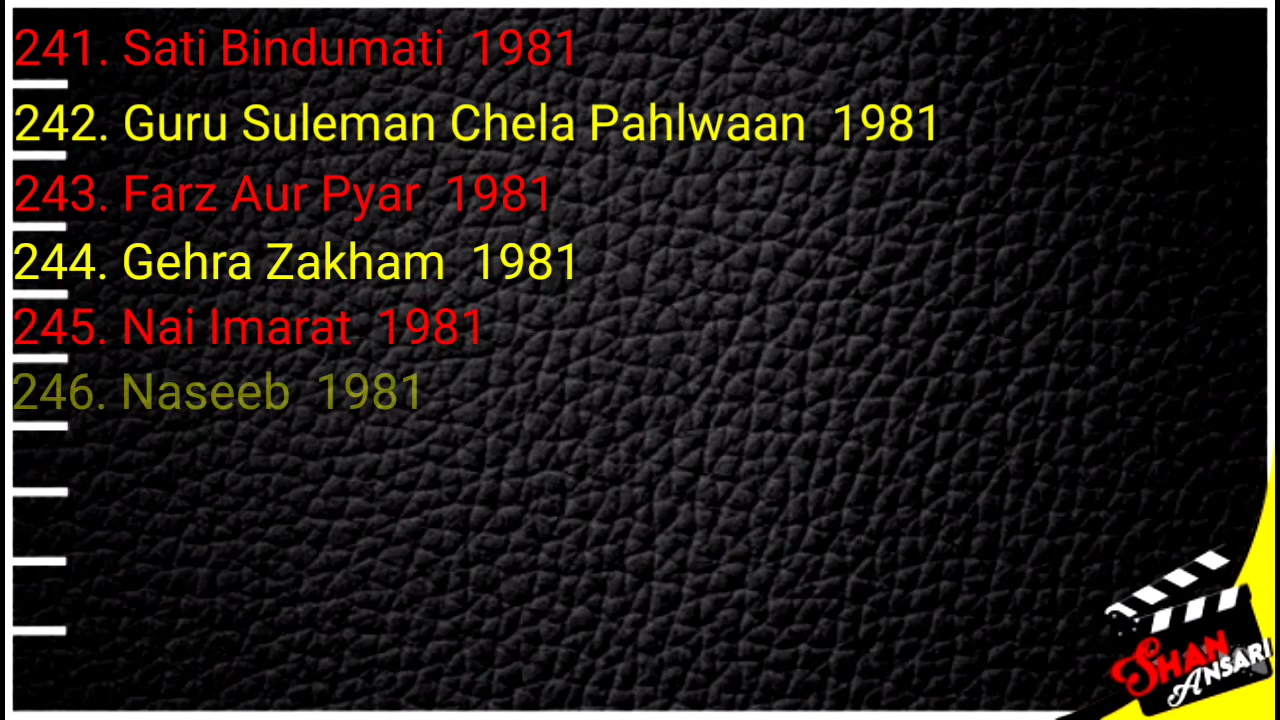 241. Sati Bindumati 1981
242. Guru Suleman Chela Pahlwaan 1981
243. Farz Aur Pyar 1981
244. Gehra Zakham 1981
245. Nai Imarat 1981
246. Naseeb 1981
SHAN
ANSARI